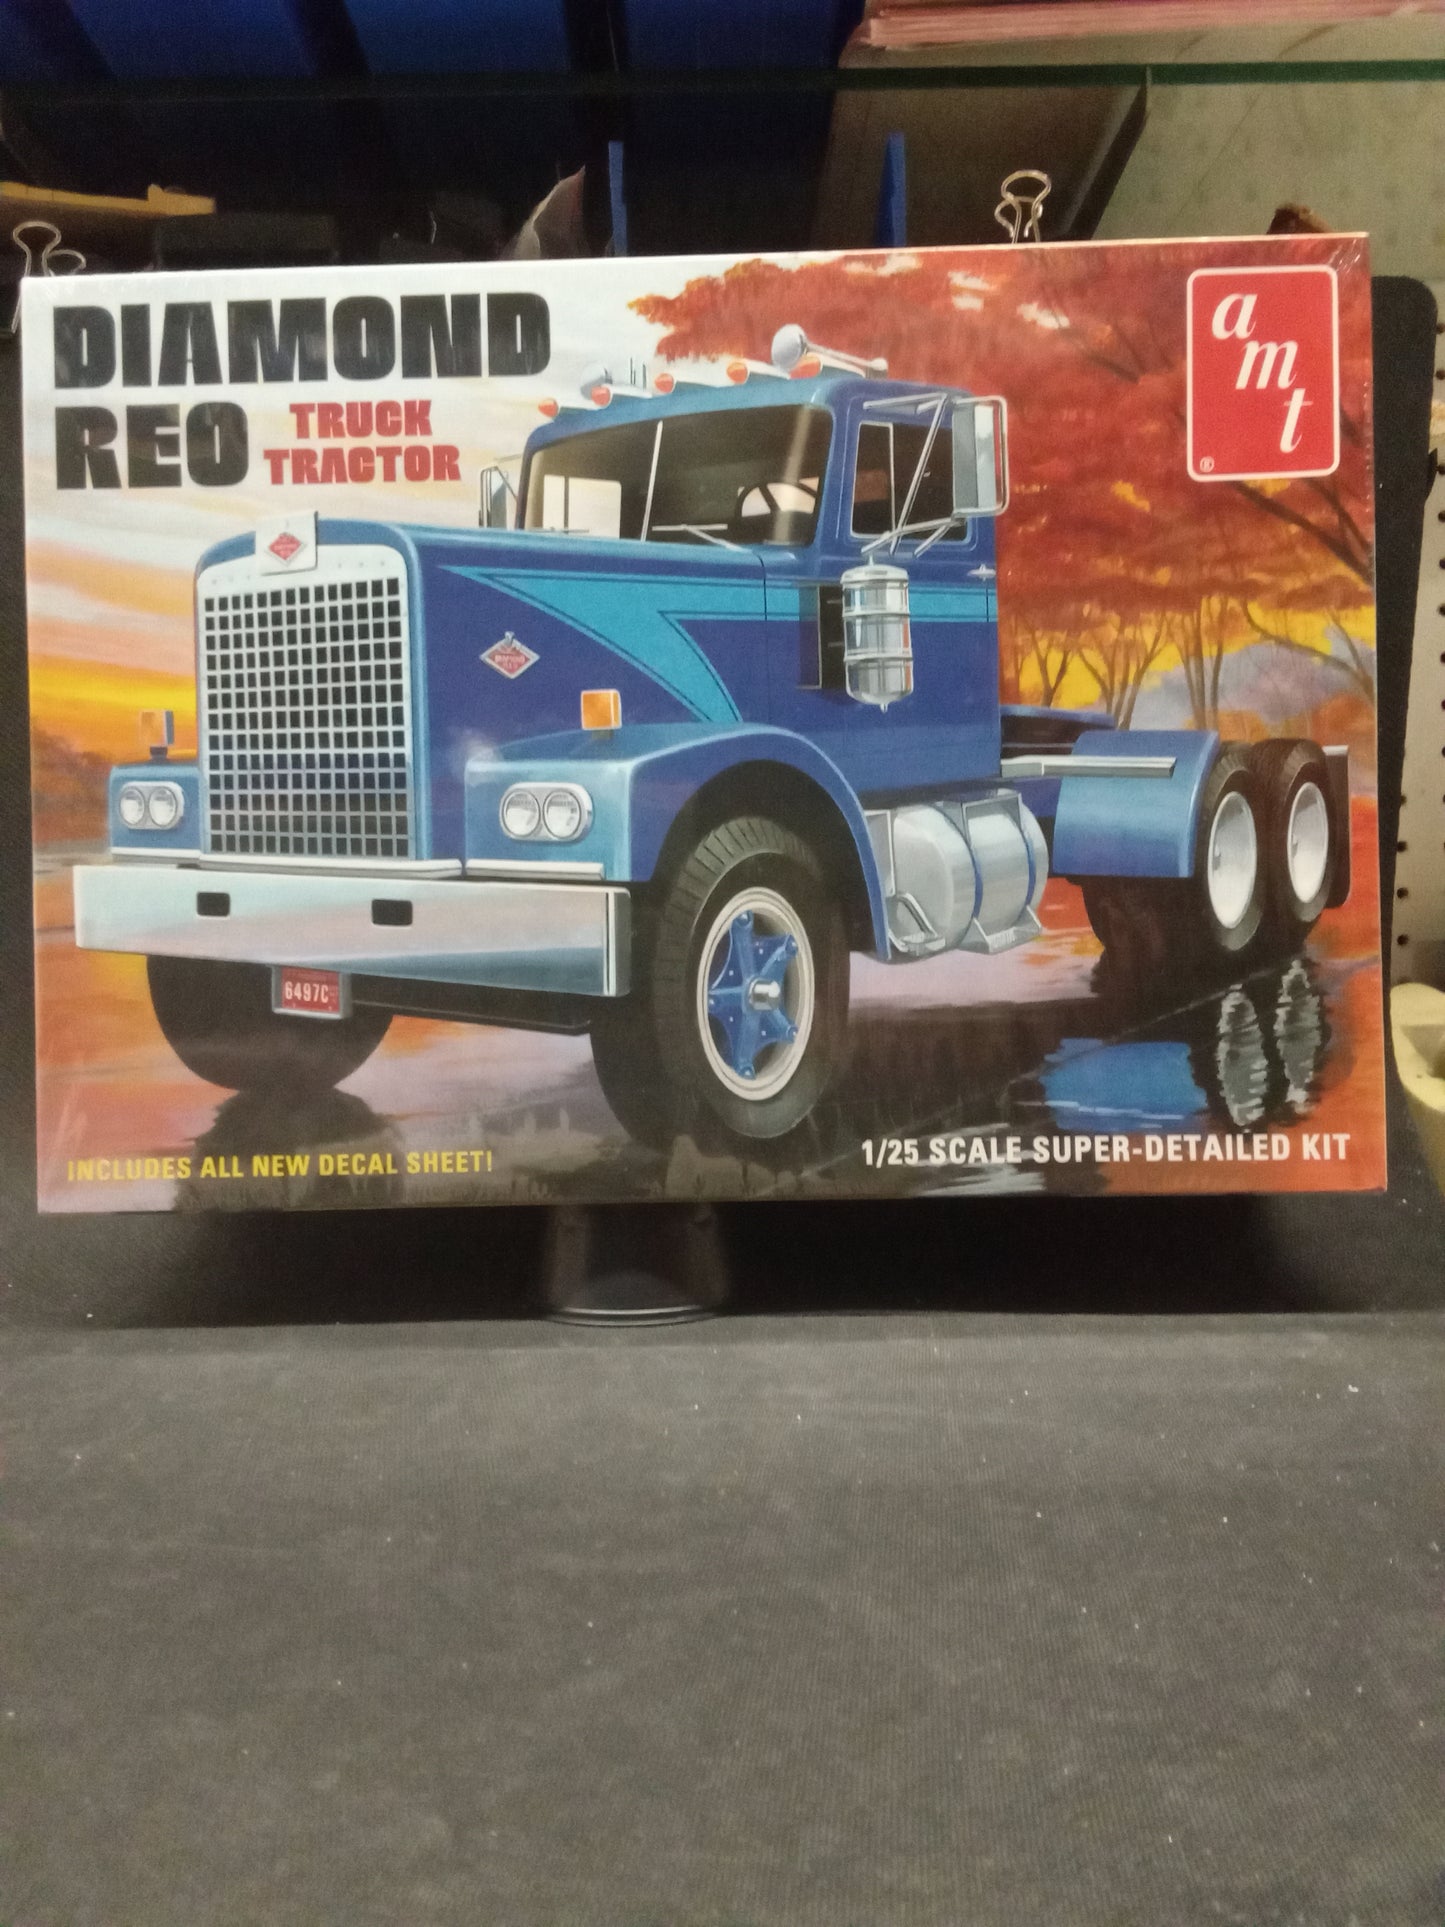 DIAMOND
REO TRUCK
TRACTOR
amt
®
6497C
INCLUDES ALL NEW DECAL SHEET!
1/25 SCALE SUPER-DETAILED KIT